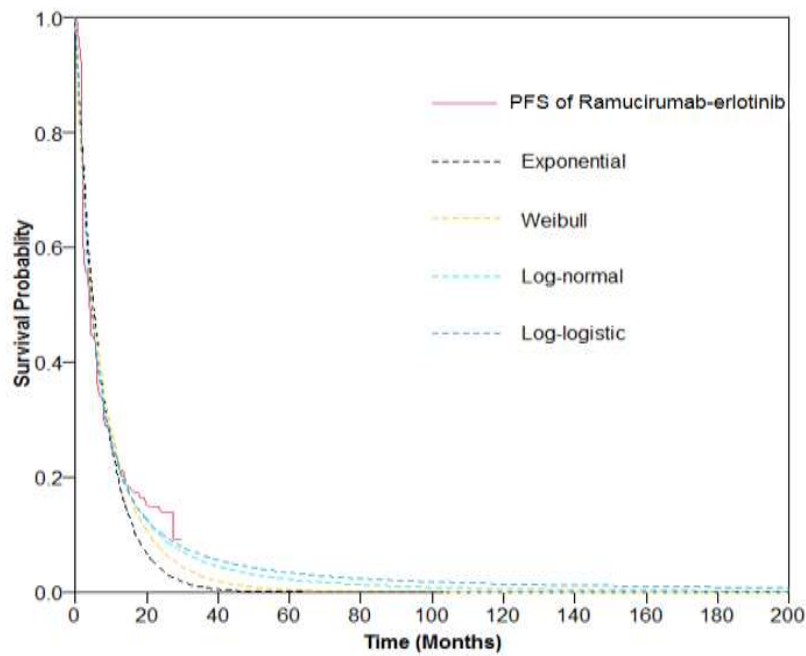 1.0
PFS of Ramucirumab-erlotinib
0.8
Exponential
Weibull
0.6
Log-normal
Survival Probablity
0.4
Log-logistic
0.2
0.0
0 20 40 60 80 100 120 140 160 180 200
Time (Months)